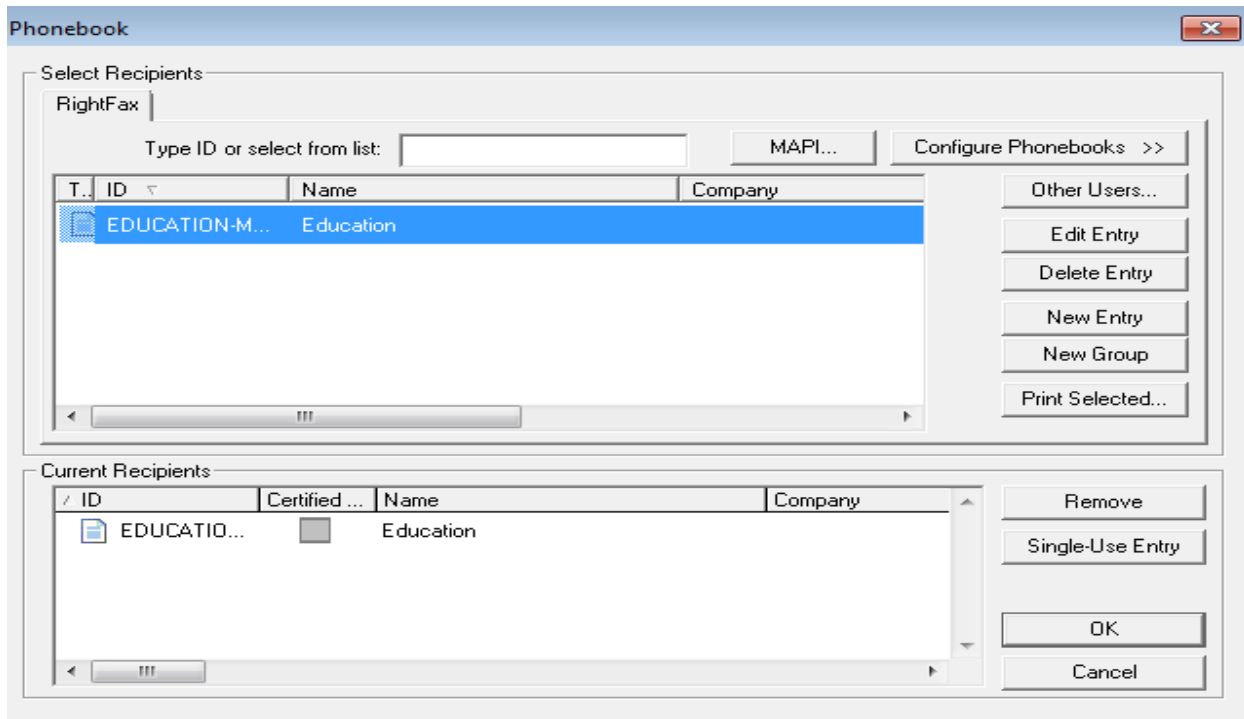 Phonebook
Select Recipients
RightFax
Type ID or select from list: MAPI... Configure Phonebooks >>
T.. ID Name Company Other Users...
EDUCATION-M... Education
Edit Entry
Delete Entry
New Entry
New Group
Print Selected...
Current Recipients
ID Certified ... Name Company Remove
EDUCATIO... Education
Single-Use Entry
OK
Cancel